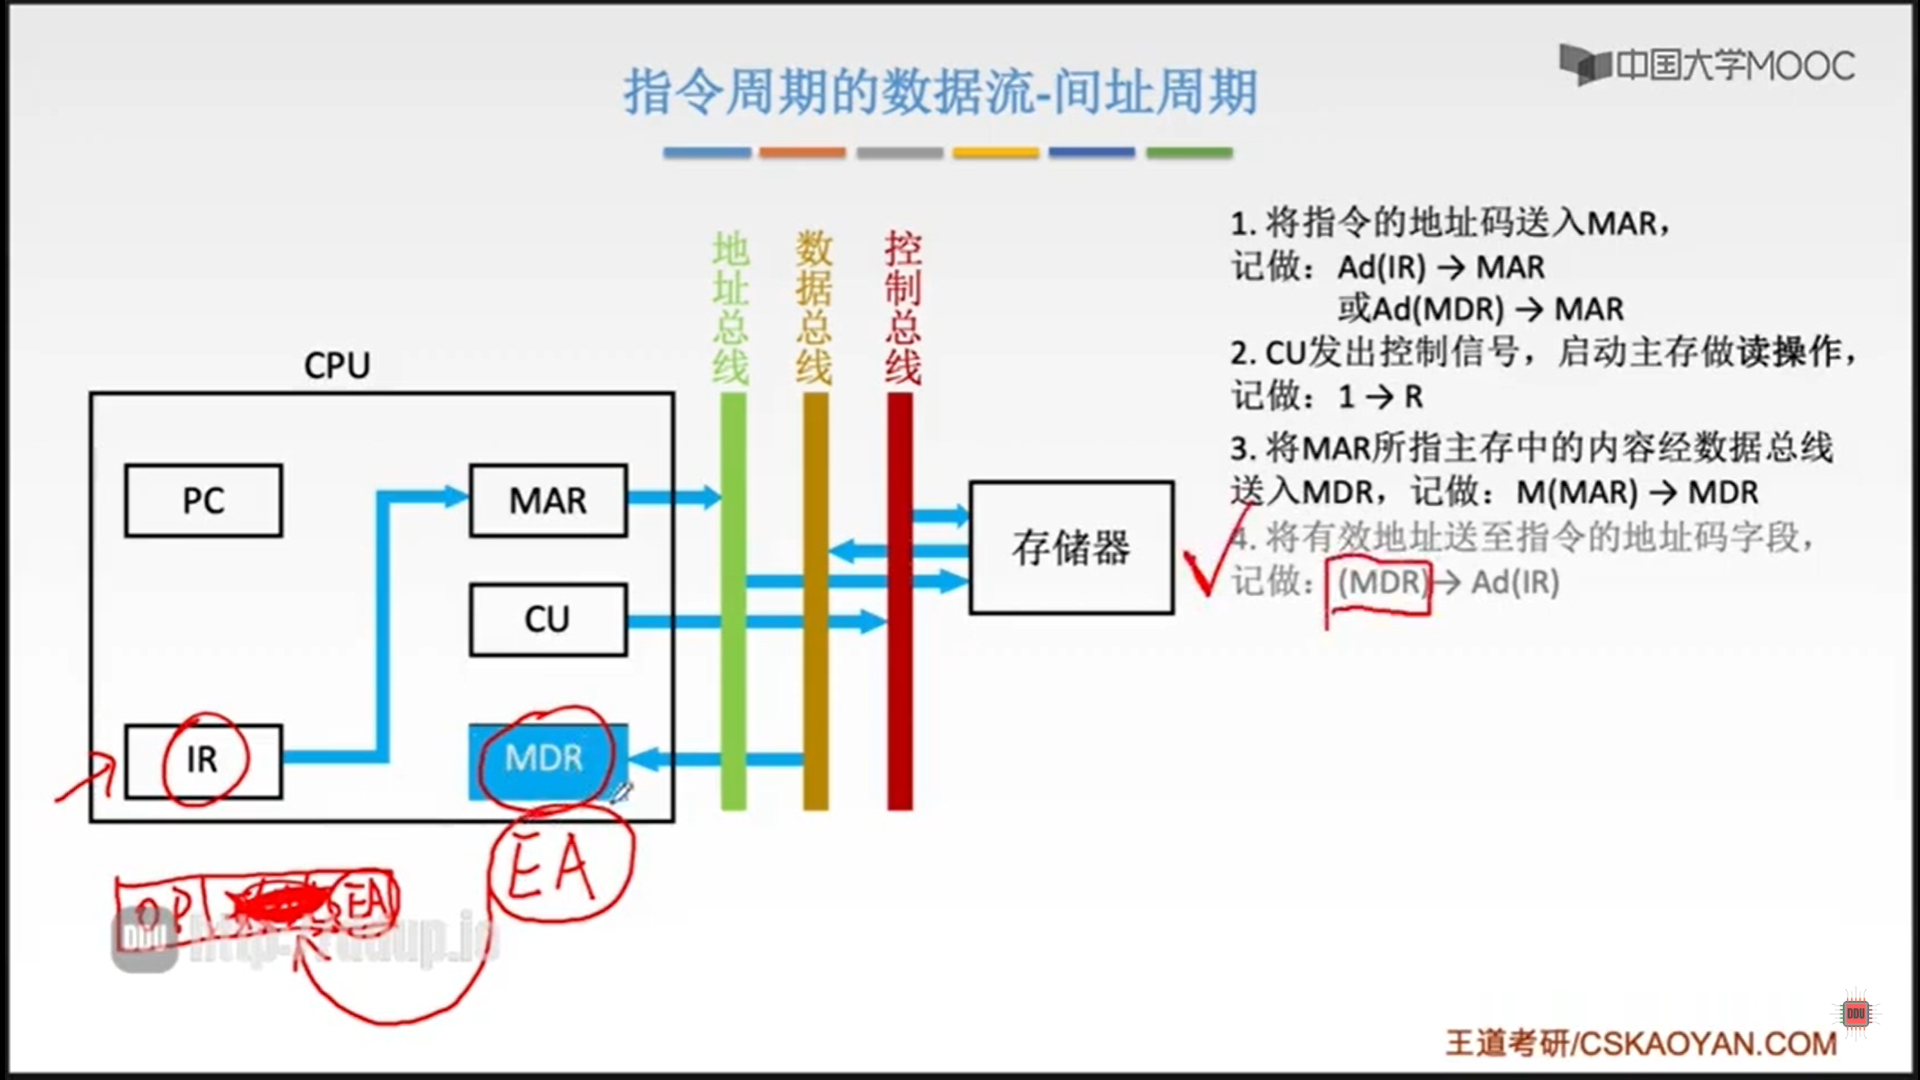 中国大学MOOC
指令周期的数据流-间址周期
1. 将指令的地址码送入MAR，
记做：Ad(IR) → MAR
或Ad(MDR) → MAR
2. CU发出控制信号，启动主存做读操作，
记做：1 → R
3. 将MAR所指主存中的内容经数据总线
送入MDR，记做：M(MAR) → MDR
4. 将有效地址送至指令的地址码字段，
记做：(MDR)→ Ad(IR)
地址总线
数据总线
控制总线
CPU
PC
MAR
CU
存储器
IR
MDR
EA
OP
EA
DDU
DDU
王道考研/CSKAOYAN.COM